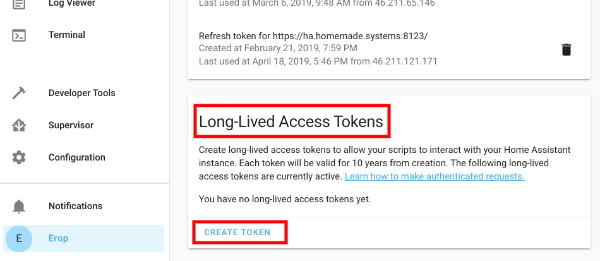 Log Viewer
Terminal
Developer Tools
Supervisor
Configuration
Notifications
E
Erop
Last used at March 6, 2019, 9:48 AM from 46.211.65.146
Refresh token for https://ha.homemade.systems:8123/
Created at February 21, 2019, 7:59 PM
Last used at April 18, 2019, 5:46 PM from 46.211.121.171
Long-Lived Access Tokens
Create long-lived access tokens to allow your scripts to interact with your Home Assistant
instance. Each token will be valid for 10 years from creation. The following long-lived
access tokens are currently active. Learn how to make authenticated requests.
You have no long-lived access tokens yet.
CREATE TOKEN